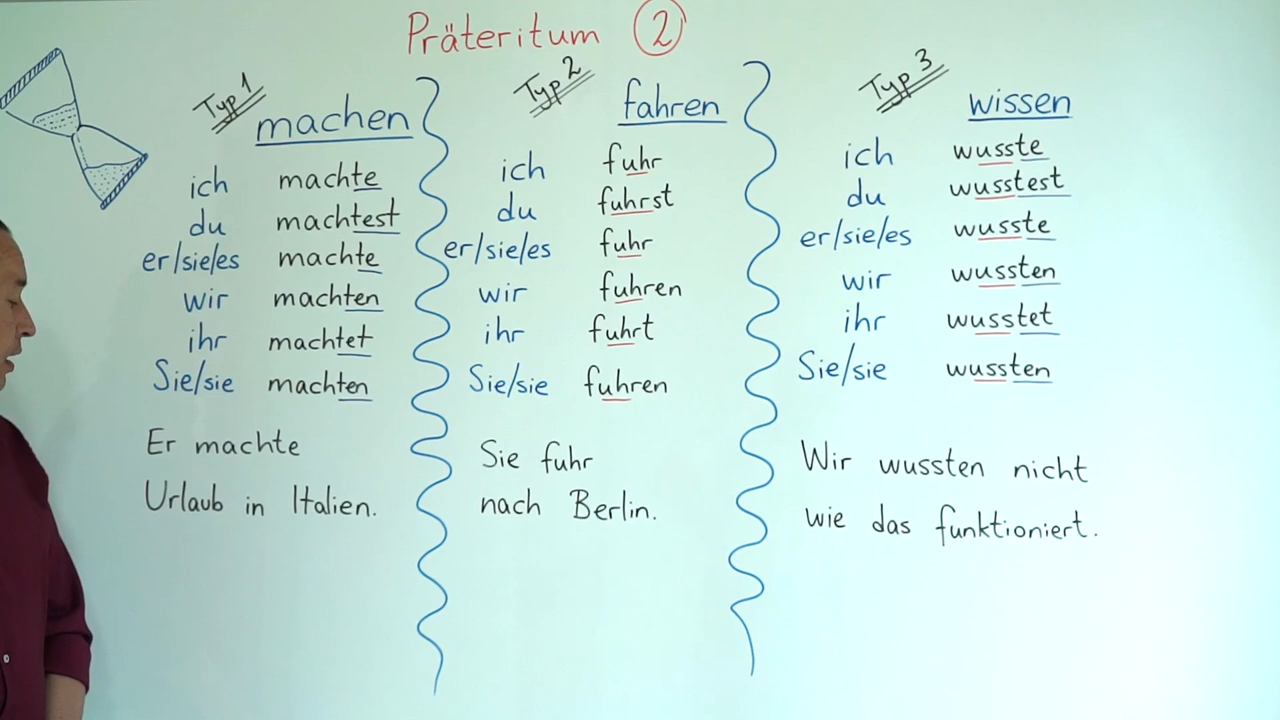 Präteritum 2
Typ 1
machen
ich machte
du machtest
er/sie/es machte
wir machten
ihr machtet
Sie/sie machten
Er machte
Urlaub in Italien.
Typ 2
fahren
ich fuhr
du fuhrst
er/sie/es fuhr
wir fuhren
ihr fuhrt
Sie/sie fuhren
Sie fuhr
nach Berlin.
Typ 3
wissen
ich wusste
du wusstest
er/sie/es wusste
wir wussten
ihr wusstet
Sie/sie wussten
Wir wussten nicht
wie das funktioniert.